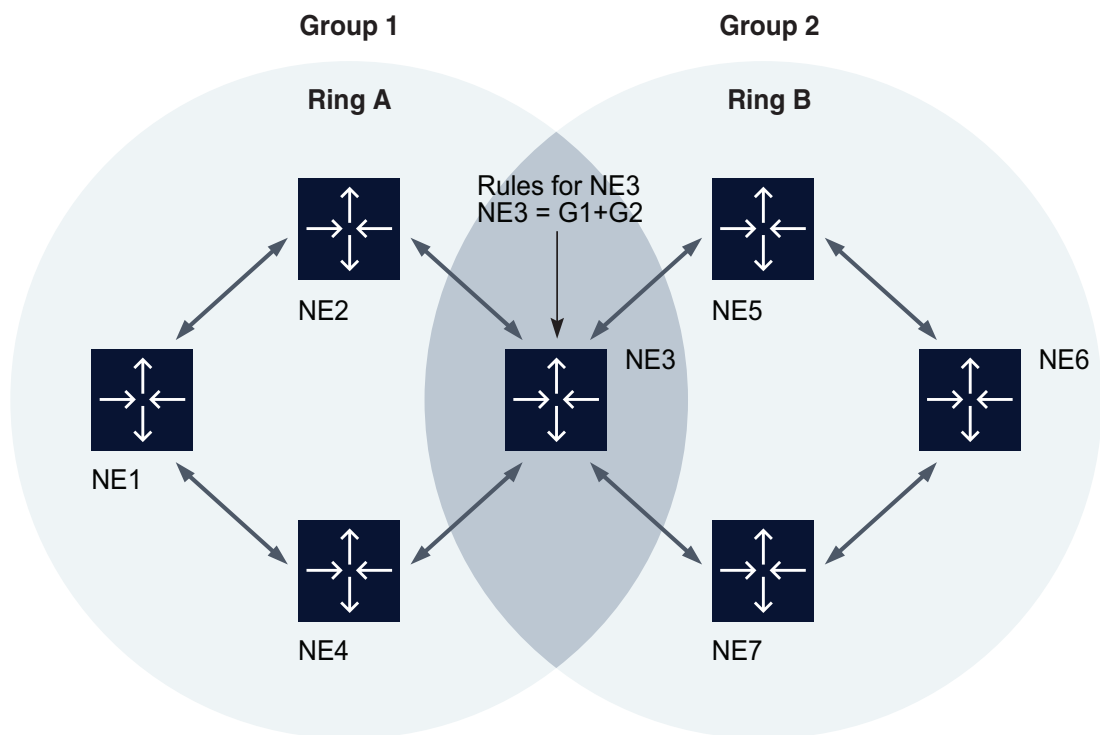 Group 1
Group 2
Ring A
Ring B
Rules for NE3
NE3 = G1+G2
NE2
NE5
NE3
NE6
NE1
NE4
NE7